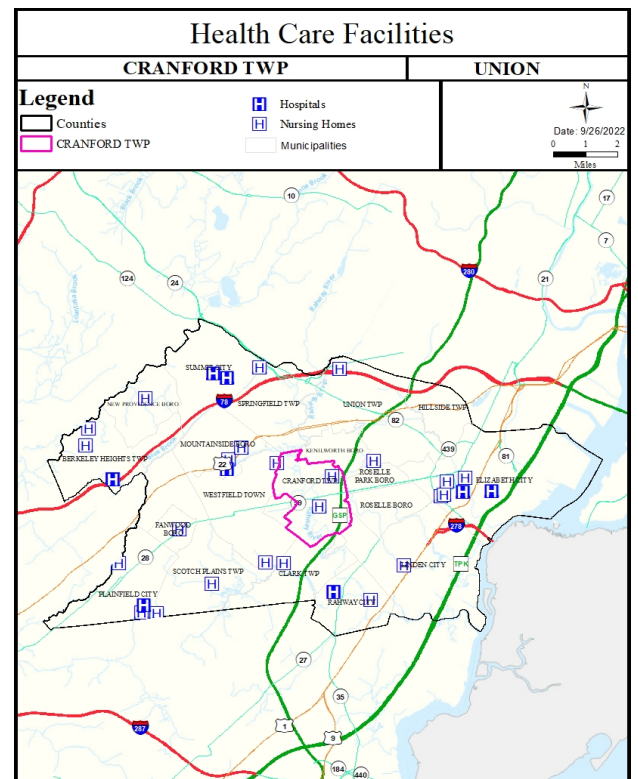 Health Care Facilities
CRANFORD TWP
UNION
Legend
Counties
CRANFORD TWP
H Hospitals
H Nursing Homes
Municipalities
N
Date: 9/26/2022
0 1 2
Miles
10
17
7
280
21
124
24
SUMMIT CITY
78
SPRINGFIELD TWP
NEW PROVIDENCE BORO
UNION TWP
HILLSIDE TWP
82
MOUNTAINSIDE BORO
KENILWORTH BORO
439
81
BERKELEY HEIGHTS TWP
22
ROSELLE
PARK BORO
CRANFORD TWP
ELIZABETH CITY
WESTFIELD TOWN
ROSELLE BORO
GSP
278
FANWOOD
BORO
28
SCOTCH PLAINS TWP
CLARK TWP
LINDEN CITY
TPK
PLAINFIELD CITY
RAHWAY CITY
27
35
1
9
287
184
440